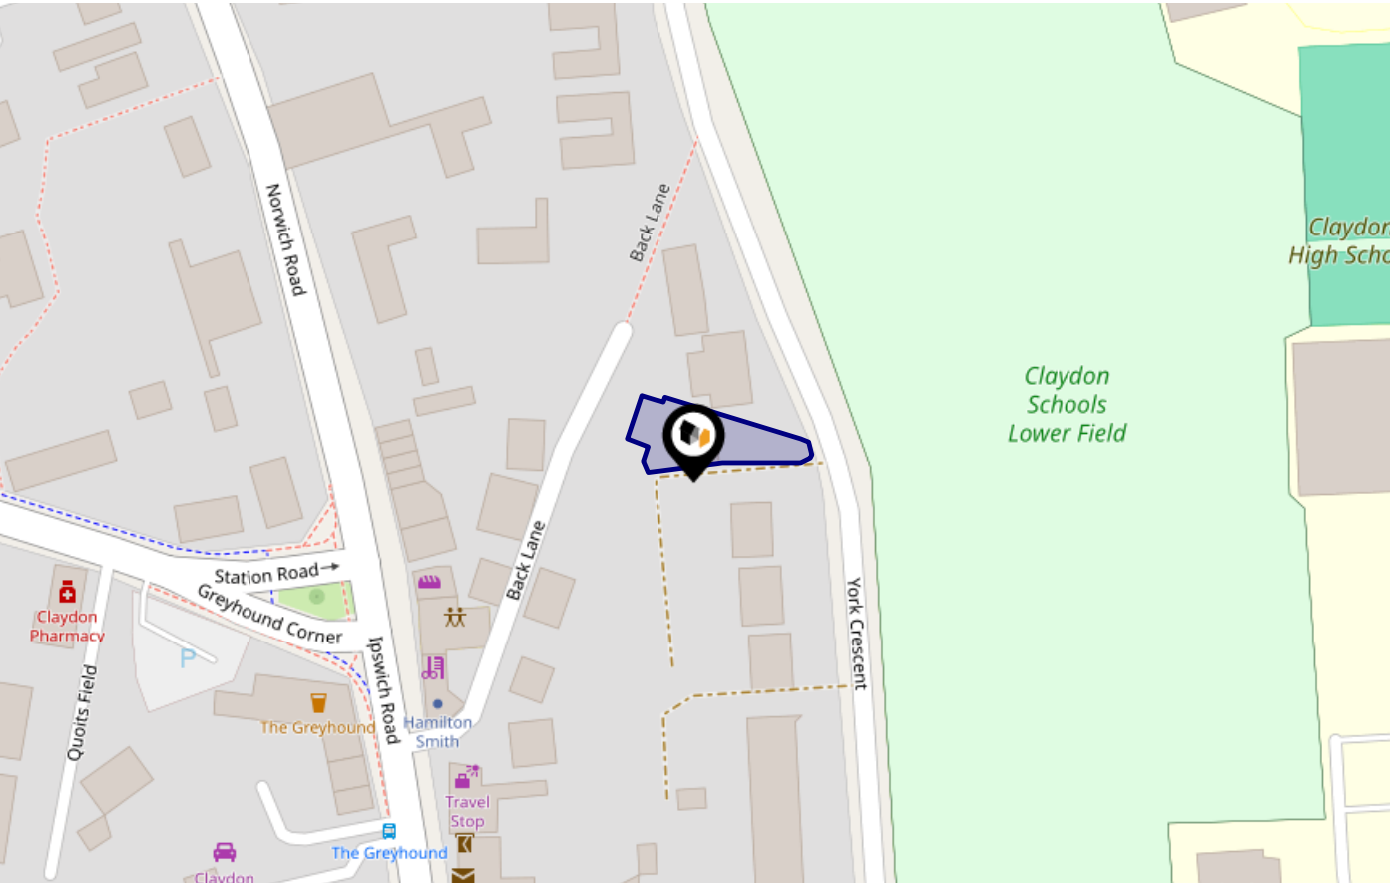 Norwich Road
Back Lane
Claydon
High Scho
Claydon
Schools
Lower Field
Back Lane
Station Road→
Greyhound Corner
Claydon
Pharmacy
P
Ipswich Road
York Crescent
Quoits Field
The Greyhound
Hamilton
Smith
Travel
Stop
The Greyhound
Claydon